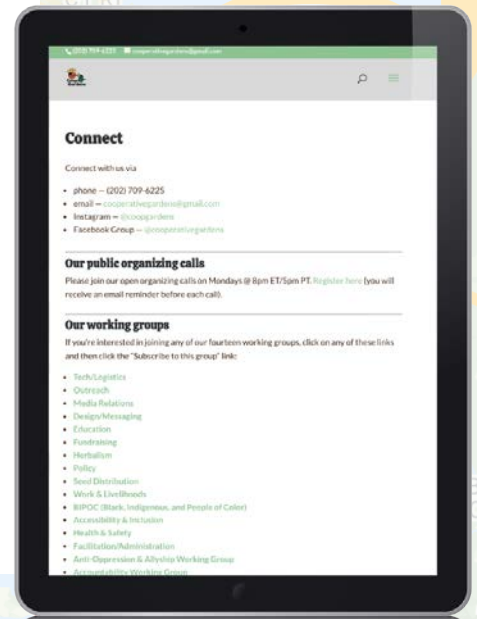 (202) 709-6225 cooperativegardens@gmail.com
Connect
Connect with us via
phone — (202) 709-6225
email — cooperativegardens@gmail.com
Instagram — @coopgardens
Facebook Group — @cooperativegardens
Our public organizing calls
Please join our open organizing calls on Mondays @ 8pm ET/5pm PT. Register here (you will
receive an email reminder before each call).
Our working groups
If you're interested in joining any of our fourteen working groups, click on any of these links
and then click the "Subscribe to this group" link:
Tech/Logistics
Outreach
Media Relations
Design/Messaging
Education
Fundraising
Herbalism
Policy
Seed Distribution
Work & Livelihoods
BIPOC (Black, Indigenous, and People of Color)
Accessibility & Inclusion
Health & Safety
Facilitation/Administration
Anti-Oppression & Allyship Working Group
Accountability Working Group